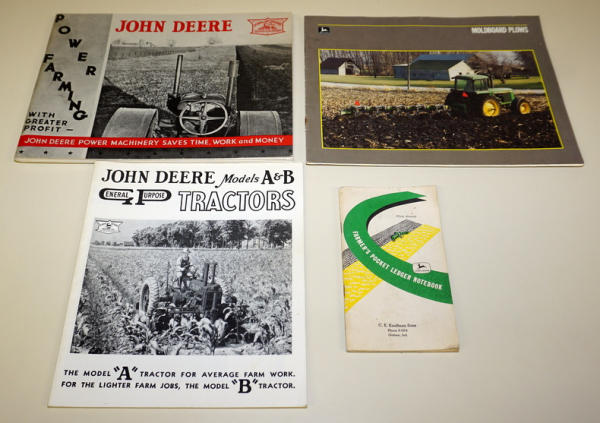 POWER FARMING
WITH
GREATER
PROFIT —
JOHN DEERE
JOHN DEERE POWER MACHINERY SAVES TIME, WORK and MONEY
MOLDBOARD PLOWS
JOHN DEERE Models A&B
GENERAL PURPOSE TRACTORS
THE MODEL "A" TRACTOR FOR AVERAGE FARM WORK.
FOR THE LIGHTER FARM JOBS, THE MODEL "B" TRACTOR.
FARMER'S POCKET LEDGER NOTEBOOK